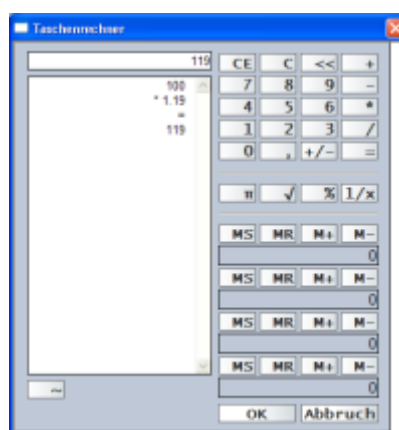 Taschenrechner
119
100
* 1.19
=
119
CE C << +
7 8 9 -
4 5 6 *
1 2 3 /
0 , +/- =
π √ % 1/x
MS MR M+ M-
0
MS MR M+ M-
0
MS MR M+ M-
0
MS MR M+ M-
0
~
OK Abbruch